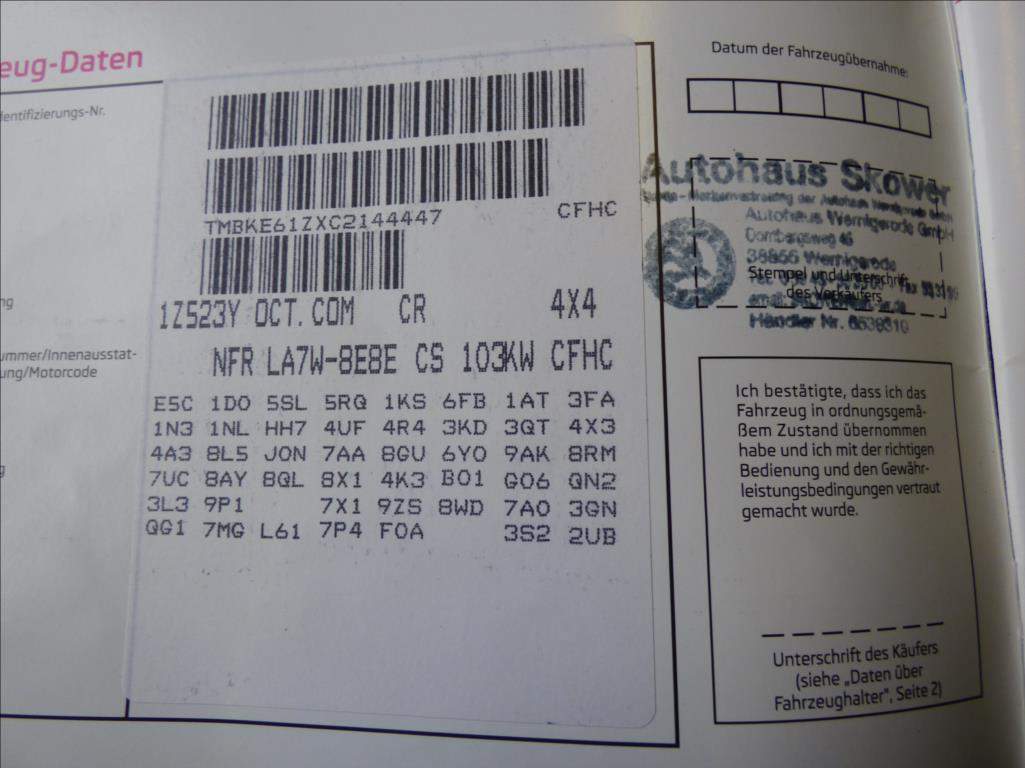 eug-Daten
entifizierungs-Nr.
TMBKE61ZXC2144447 CFHC
1Z523Y OCT. COM CR 4X4
NFR LA7W-8E8E CS 103KW CFHC
E5C 1D0 5SL 5RQ 1KS 6FB 1AT 3FA
1N3 1NL HH7 4UF 4R4 3KD 3QT 4X3
4A3 8L5 J0N 7AA 8GU 6Y0 9AK 8RM
7UC 8AY 8QL 8X1 4K3 B01 G06 QN2
3L3 9P1 7X1 9ZS 8WD 7A0 3GN
QG1 7MG L61 7P4 F0A 3S2 2UB
ng
ummer/Innenausstat-
ung/Motorcode
g
Datum der Fahrzeugübernahme:
Autohaus Skower
Autohaus Wernigerode GmbH
Dornbergsweg 45
38855 Wernigerode
Stempel und Unterschrift
des Verkäufers
Händler Nr.
Ich bestätigte, dass ich das
Fahrzeug in ordnungsgemä-
ßem Zustand übernommen
habe und ich mit der richtigen
Bedienung und den Gewähr-
leistungsbedingungen vertraut
gemacht wurde.
Unterschrift des Käufers
(siehe „Daten über
Fahrzeughalter", Seite 2)